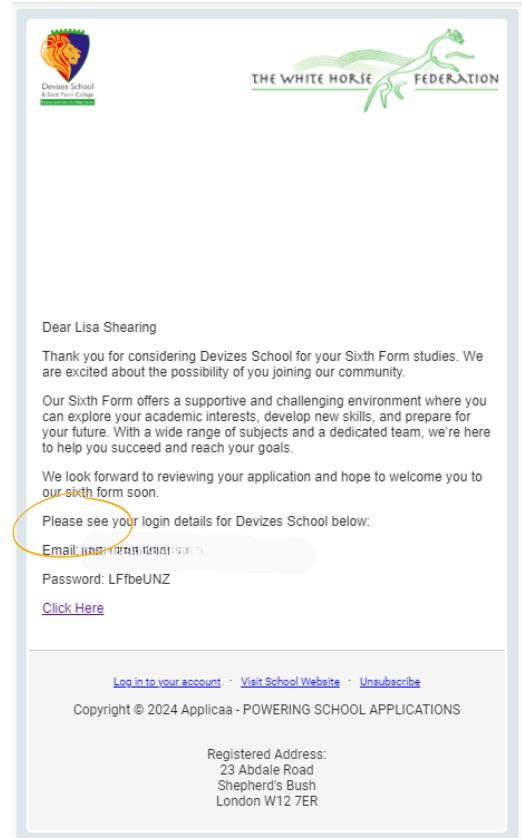 Devizes School
& Sixth Form College
THE WHITE HORSE FEDERATION
Dear Lisa Shearing
Thank you for considering Devizes School for your Sixth Form studies. We
are excited about the possibility of you joining our community.
Our Sixth Form offers a supportive and challenging environment where you
can explore your academic interests, develop new skills, and prepare for
your future. With a wide range of subjects and a dedicated team, we're here
to help you succeed and reach your goals.
We look forward to reviewing your application and hope to welcome you to
our sixth form soon.
Please see your login details for Devizes School below:
Email:
Password: LFfbeUNZ
Click Here
Log in to your account · Visit School Website · Unsubscribe
Copyright © 2024 Applicaa - POWERING SCHOOL APPLICATIONS
Registered Address:
23 Abdale Road
Shepherd's Bush
London W12 7ER